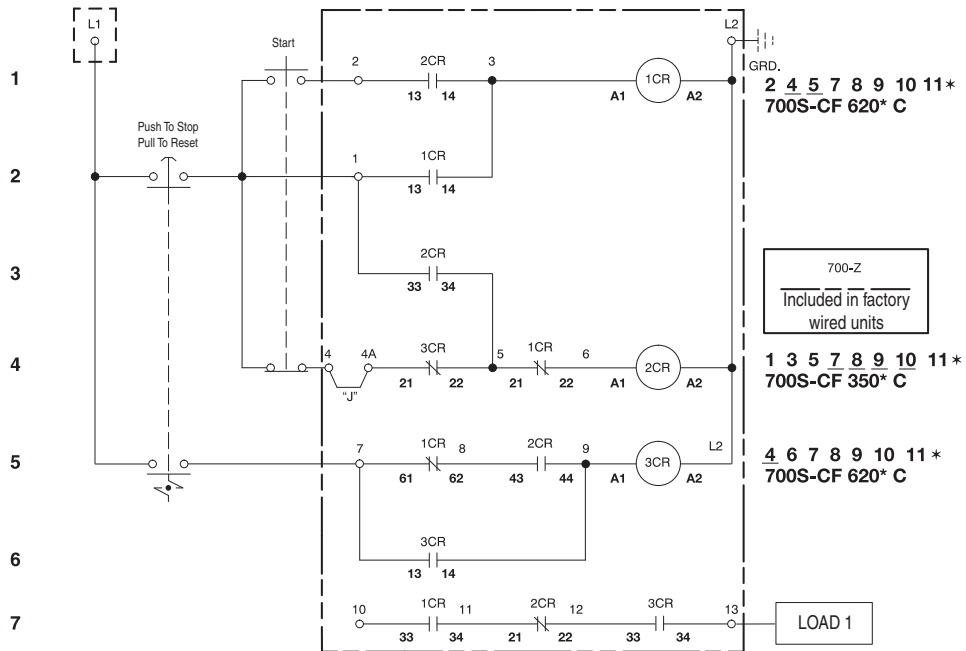 L1
L2
GRD.
Start
Push To Stop
Pull To Reset
1
2
2CR
3
1CR
13 14
A1 A2
2 4 5 7 8 9 10 11*
700S-CF 620* C
2
1
1CR
13 14
3
2CR
33 34
700-Z
Included in factory
wired units
4
4 4A
"J"
3CR
5
1CR
6
2CR
21 22
21 22
A1 A2
1 3 5 7 8 9 10 11*
700S-CF 350* C
5
7
1CR
8
2CR
9
3CR
L2
61 62
43 44
A1 A2
4 6 7 8 9 10 11*
700S-CF 620* C
6
3CR
13 14
7
10
1CR
11
2CR
12
3CR
13
33 34
21 22
33 34
LOAD 1